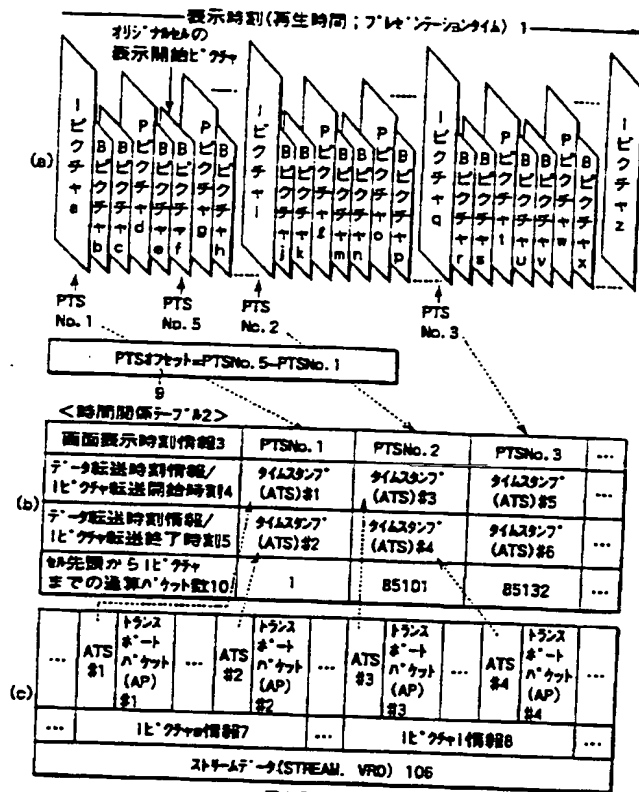 表示時刻(再生時間;プレゼンテーションタイム) 1
オリジナルセルの
表示開始ピクチャ
(a)
Iピクチャa
Bピクチャb
Bピクチャc
Pピクチャd
Bピクチャe
Bピクチャf
Pピクチャg
Bピクチャh
Iピクチャi
Bピクチャj
Bピクチャk
Pピクチャℓ
Bピクチャm
Bピクチャn
Pピクチャo
Bピクチャp
Iピクチャq
Bピクチャr
Bピクチャs
Pピクチャt
Bピクチャu
Bピクチャv
Pピクチャw
Bピクチャx
Iピクチャz
PTS No.1
PTS No.5
PTS No.2
PTS No.3
PTSオフセット=PTSNo.5-PTSNo.1
9
<時間関係テーブル2>
(b)
画面表示時刻情報3 PTSNo.1 PTSNo.2 PTSNo.3 …
データ転送時刻情報/
Iピクチャ転送開始時刻4 タイムスタンプ(ATS)#1 タイムスタンプ(ATS)#3 タイムスタンプ(ATS)#5 …
データ転送時刻情報/
Iピクチャ転送終了時刻5 タイムスタンプ(ATS)#2 タイムスタンプ(ATS)#4 タイムスタンプ(ATS)#6 …
セル先頭からIピクチャ
までの通算パケット数10 1 85101 85132 …
(c)
… ATS #1 トランスポートパケット(AP)#1 … ATS #2 トランスポートパケット(AP)#2 … ATS #3 トランスポートパケット(AP)#3 … ATS #4 トランスポートパケット(AP)#4 …
… Iピクチャa情報7 Iピクチャi情報8 …
ストリームデータ(STREAM. VRO) 106